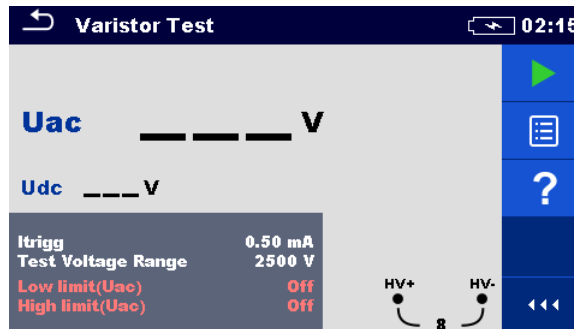 Varistor Test 02:15
Uac _ _ _ V
Udc _ _ _ V
Itrigg 0.50 mA
Test Voltage Range 2500 V
Low limit(Uac) Off
High limit(Uac) Off
HV+ HV-
8
?